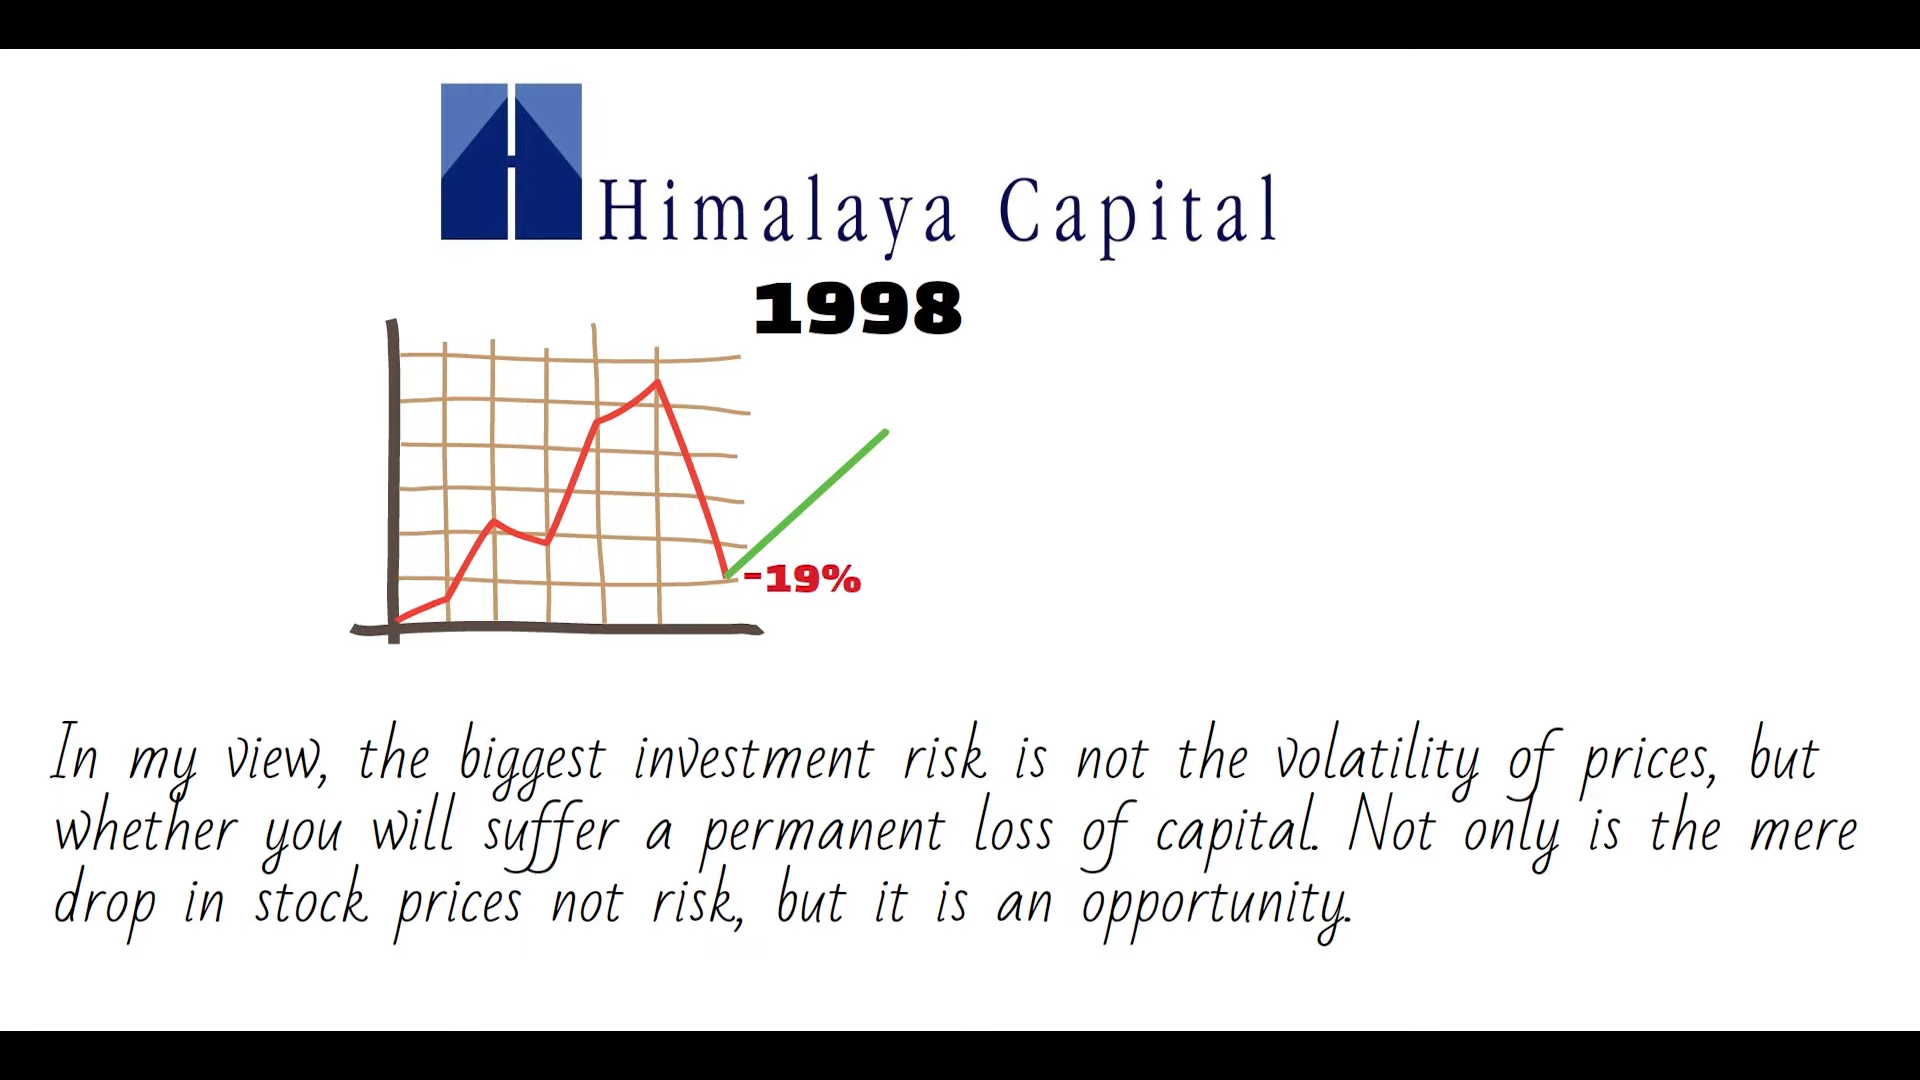 Himalaya Capital
1998
-19%
In my view, the biggest investment risk is not the volatility of prices, but
whether you will suffer a permanent loss of capital. Not only is the mere
drop in stock prices not risk, but it is an opportunity.